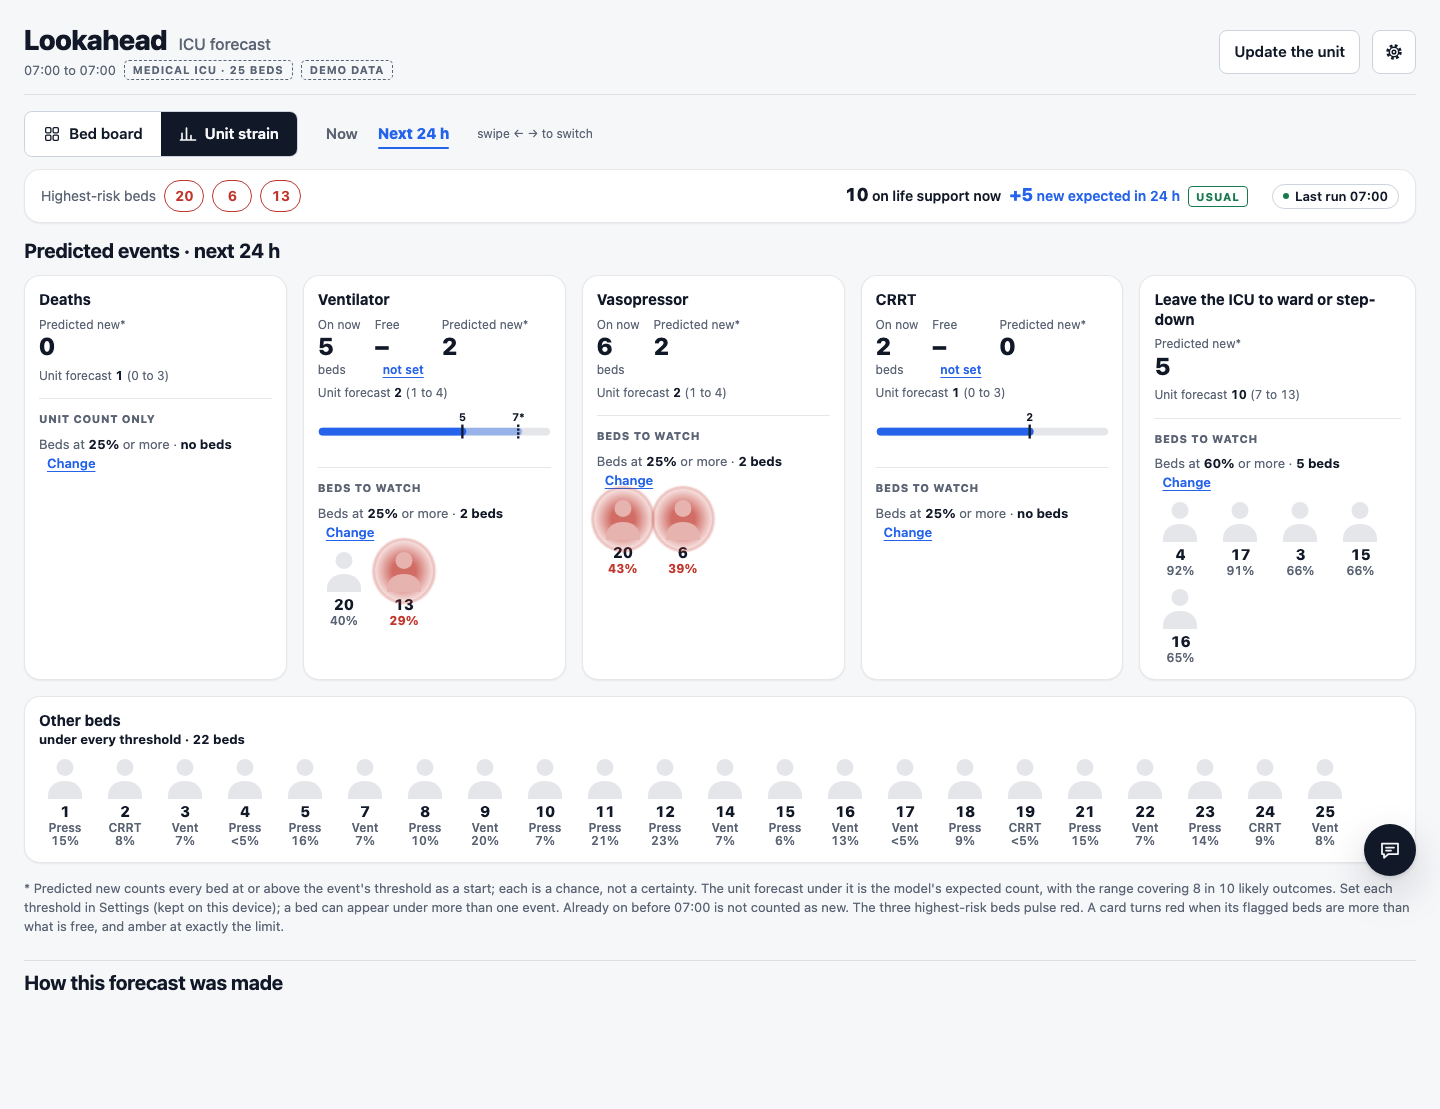 Lookahead ICU forecast
07:00 to 07:00 MEDICAL ICU · 25 BEDS DEMO DATA
Update the unit
Bed board Unit strain Now Next 24 h swipe ← → to switch
Highest-risk beds 20 6 13 10 on life support now +5 new expected in 24 h USUAL Last run 07:00
Predicted events · next 24 h
Deaths
Predicted new*
0
Unit forecast 1 (0 to 3)
UNIT COUNT ONLY
Beds at 25% or more · no beds
Change
Ventilator
On now Free Predicted new*
5 – 2
beds not set
Unit forecast 2 (1 to 4)
5 7*
BEDS TO WATCH
Beds at 25% or more · 2 beds
Change
20 13
40% 29%
Vasopressor
On now Predicted new*
6 2
beds
Unit forecast 2 (1 to 4)
BEDS TO WATCH
Beds at 25% or more · 2 beds
Change
20 6
43% 39%
CRRT
On now Free Predicted new*
2 – 0
beds not set
Unit forecast 1 (0 to 3)
2
BEDS TO WATCH
Beds at 25% or more · no beds
Change
Leave the ICU to ward or step-
down
Predicted new*
5
Unit forecast 10 (7 to 13)
BEDS TO WATCH
Beds at 60% or more · 5 beds
Change
4 17 3 15
92% 91% 66% 66%
16
65%
Other beds
under every threshold · 22 beds
1 2 3 4 5 7 8 9 10 11 12 14 15 16 17 18 19 21 22 23 24 25
Press CRRT Vent Press Press Vent Press Vent Press Press Press Vent Press Vent Vent Press CRRT Press Vent Press CRRT Vent
15% 8% 7% <5% 16% 7% 10% 20% 7% 21% 23% 7% 6% 13% <5% 9% <5% 15% 7% 14% 9% 8%
* Predicted new counts every bed at or above the event's threshold as a start; each is a chance, not a certainty. The unit forecast under it is the model's expected count, with the range covering 8 in 10 likely outcomes. Set each
threshold in Settings (kept on this device); a bed can appear under more than one event. Already on before 07:00 is not counted as new. The three highest-risk beds pulse red. A card turns red when its flagged beds are more than
what is free, and amber at exactly the limit.
How this forecast was made